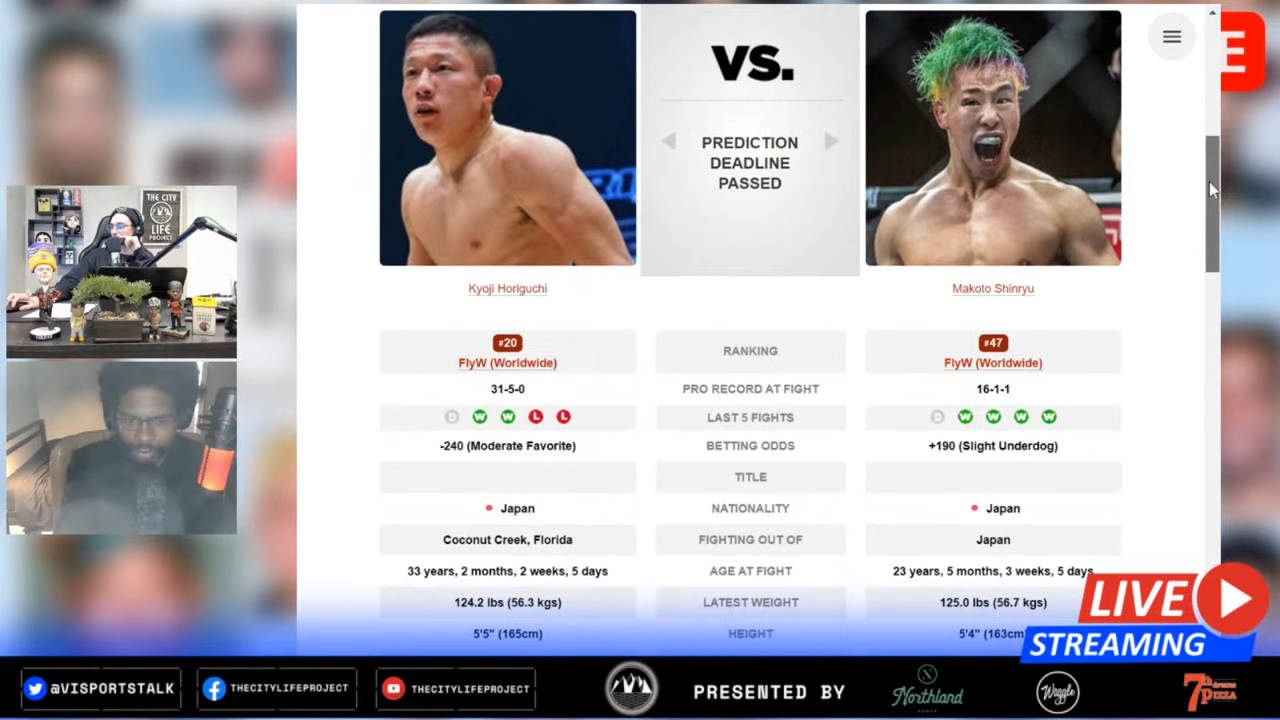 VS.
PREDICTION
DEADLINE
PASSED
E
THE CITY
LIFE
PROJECT
Kyoji Horiguchi
Makoto Shinryu
#20
FlyW (Worldwide)
RANKING
#47
FlyW (Worldwide)
31-5-0
PRO RECORD AT FIGHT
16-1-1
D W W L L
LAST 5 FIGHTS
D W W W W
-240 (Moderate Favorite)
BETTING ODDS
+190 (Slight Underdog)
TITLE
Japan
NATIONALITY
Japan
Coconut Creek, Florida
FIGHTING OUT OF
Japan
33 years, 2 months, 2 weeks, 5 days
AGE AT FIGHT
23 years, 5 months, 3 weeks, 5 days
124.2 lbs (56.3 kgs)
LATEST WEIGHT
125.0 lbs (56.7 kgs)
5'5" (165cm)
HEIGHT
5'4" (163cm
LIVE
STREAMING
@VISPORTSTALK
THECITYLIFEPROJECT
THECITYLIFEPROJECT
PRESENTED BY
Northland
Waggle
7th Avenue
PIZZA